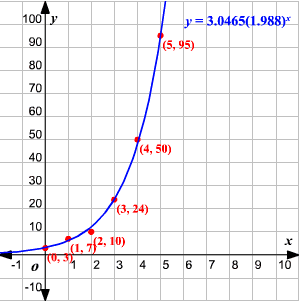 100 y y = 3.0465(1.988)ˣ
90 (5, 95)
80
70
60
50 (4, 50)
40
30
20 (3, 24)
10 (1, 7) (2, 10)
(0, 3) x
-1 O 1 2 3 4 5 6 7 8 9 10
-10